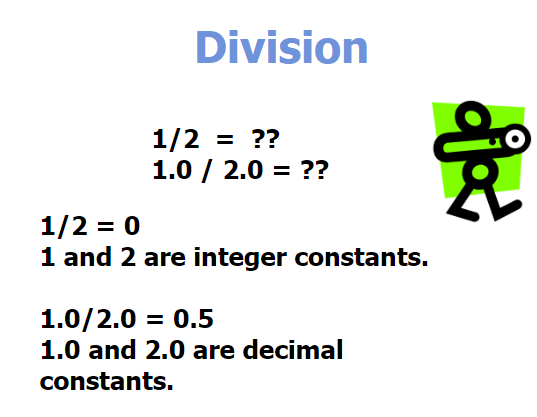 Division
1/2 = ??
1.0 / 2.0 = ??
1/2 = 0
1 and 2 are integer constants.
1.0/2.0 = 0.5
1.0 and 2.0 are decimal
constants.